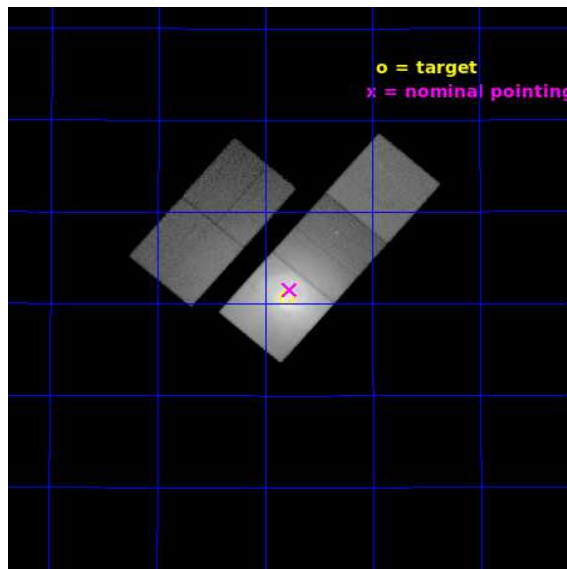 o = target
x = nominal pointing